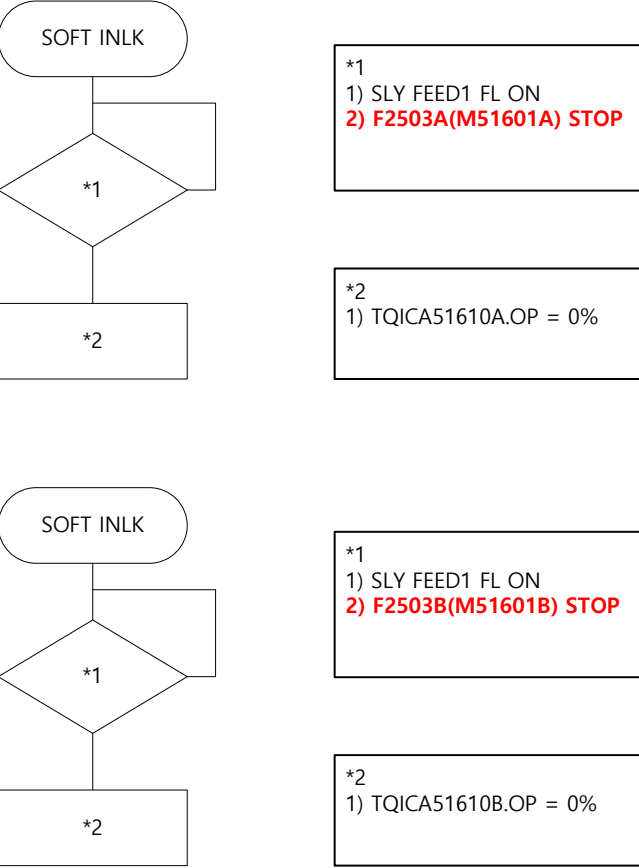 SOFT INLK
*1
*2
*1
1) SLY FEED1 FL ON
2) F2503A(M51601A) STOP
*2
1) TQICA51610A.OP = 0%
SOFT INLK
*1
*2
*1
1) SLY FEED1 FL ON
2) F2503B(M51601B) STOP
*2
1) TQICA51610B.OP = 0%